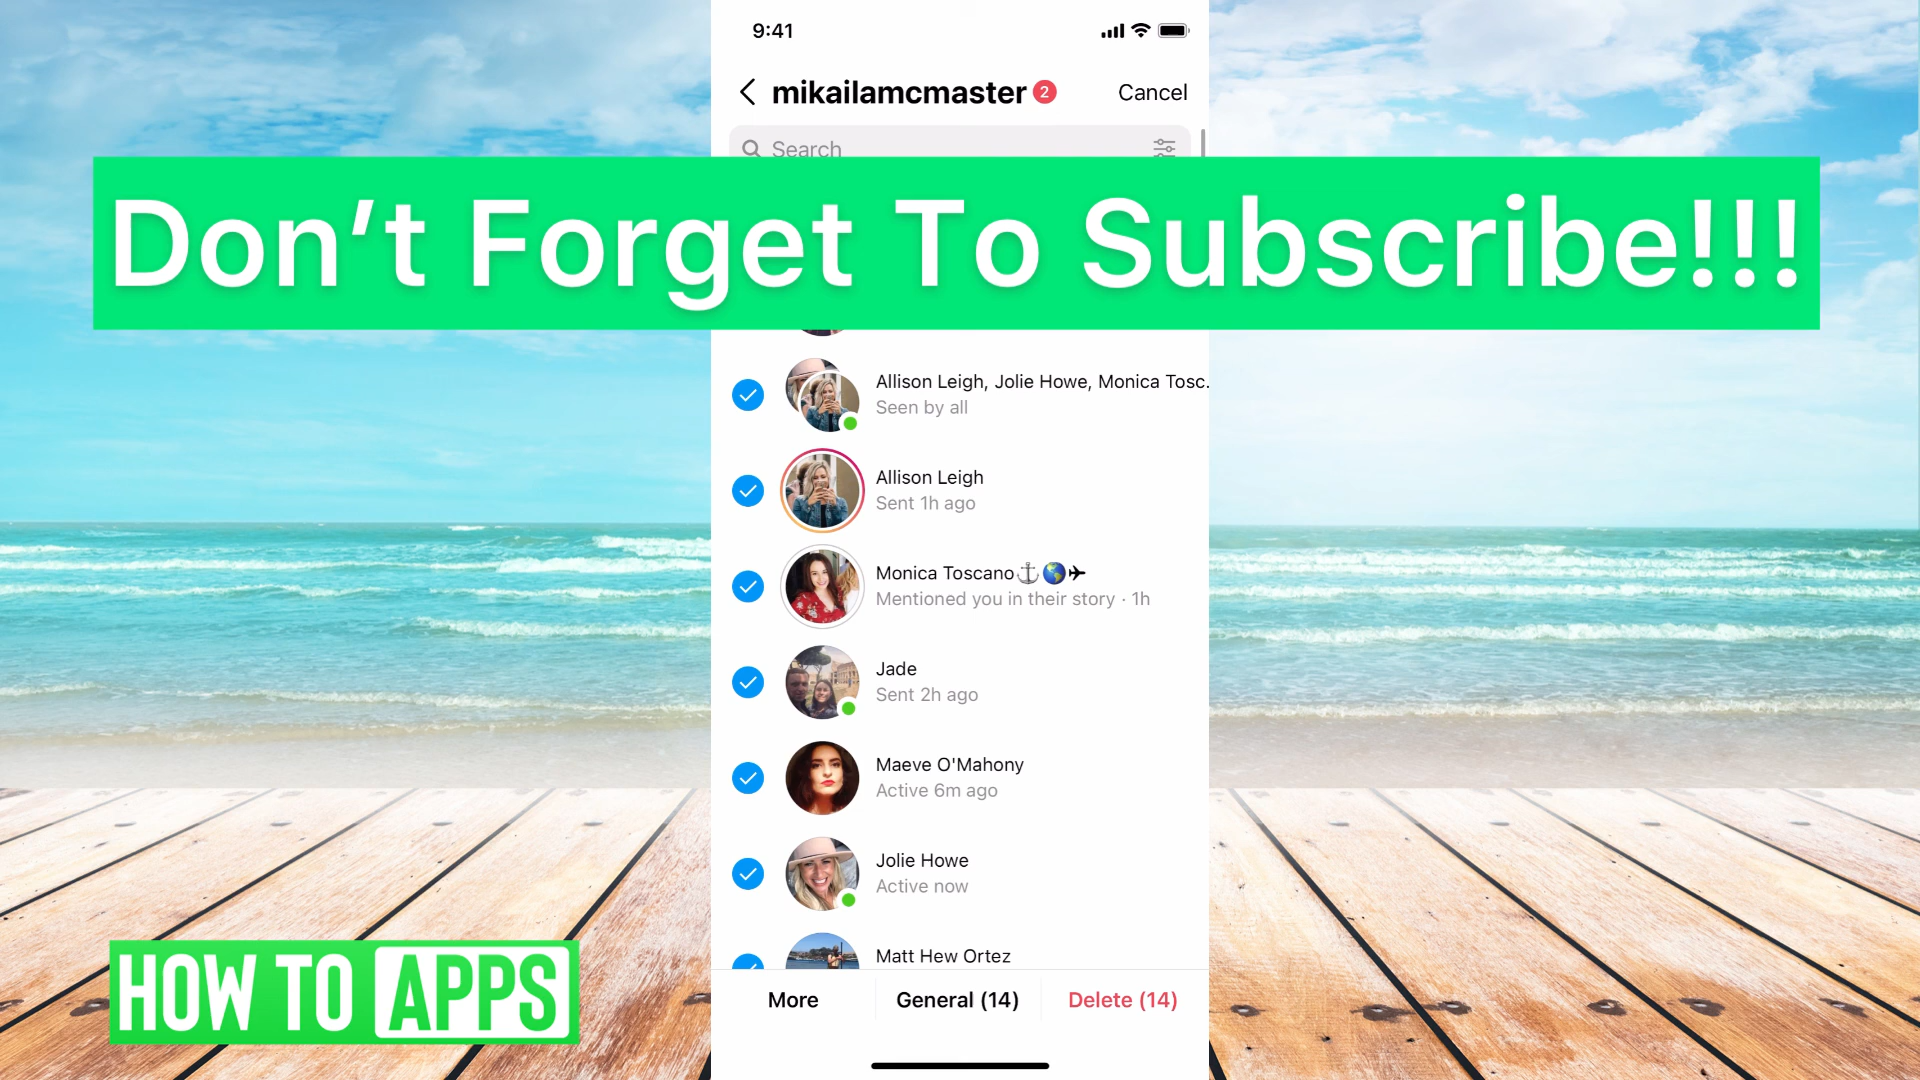 9:41
mikailamcmaster 2
Cancel
Search
Don't Forget To Subscribe!!!
Allison Leigh, Jolie Howe, Monica Tosc.
Seen by all
Allison Leigh
Sent 1h ago
Monica Toscano⚓🌎✈
Mentioned you in their story · 1h
Jade
Sent 2h ago
Maeve O'Mahony
Active 6m ago
Jolie Howe
Active now
Matt Hew Ortez
More
General (14)
Delete (14)
HOW TO APPS